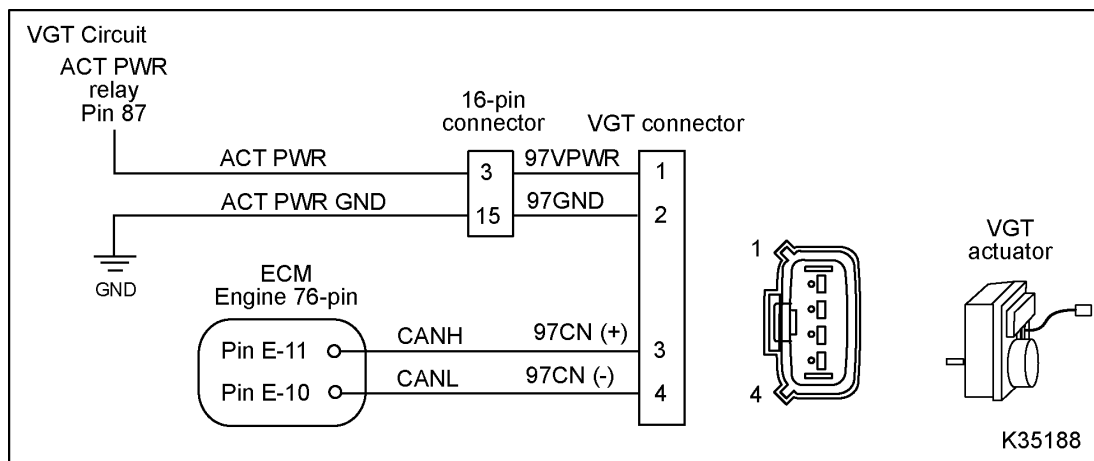 VGT Circuit
ACT PWR
relay
Pin 87
16-pin
connector
VGT connector
ACT PWR
3
97VPWR
1
ACT PWR GND
15
97GND
2
GND
ECM
Engine 76-pin
Pin E-11
CANH
97CN (+)
3
Pin E-10
CANL
97CN (-)
4
1
4
VGT
actuator
K35188